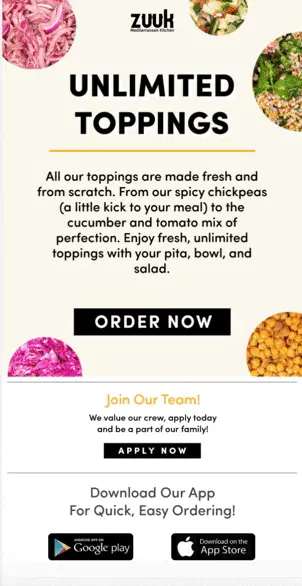 zuuk
Mediterranean Kitchen
UNLIMITED
TOPPINGS
All our toppings are made fresh and
from scratch. From our spicy chickpeas
(a little kick to your meal) to the
cucumber and tomato mix of
perfection. Enjoy fresh, unlimited
toppings with your pita, bowl, and
salad.
ORDER NOW
Join Our Team!
We value our crew, apply today
and be a part of our family!
APPLY NOW
Download Our App
For Quick, Easy Ordering!
ANDROID APP ON
Google play
Download on the
App Store